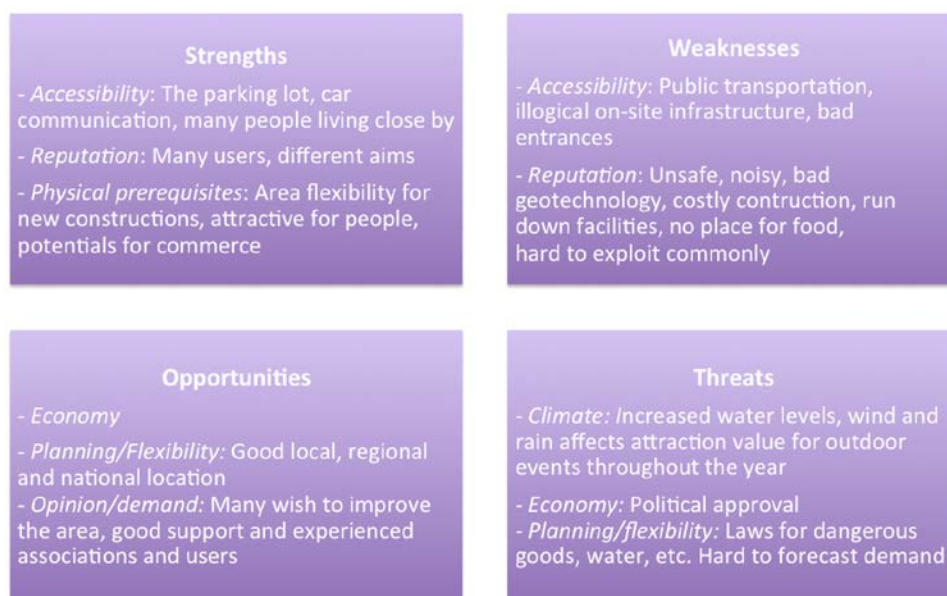 Strengths
- Accessibility: The parking lot, car
communication, many people living close by
- Reputation: Many users, different aims
- Physical prerequisites: Area flexibility for
new constructions, attractive for people,
potentials for commerce
Weaknesses
- Accessibility: Public transportation,
illogical on-site infrastructure, bad
entrances
- Reputation: Unsafe, noisy, bad
geotechnology, costly contruction, run
down facilities, no place for food,
hard to exploit commonly
Opportunities
- Economy
- Planning/Flexibility: Good local, regional
and national location
- Opinion/demand: Many wish to improve
the area, good support and experienced
associations and users
Threats
- Climate: Increased water levels, wind and
rain affects attraction value for outdoor
events throughout the year
- Economy: Political approval
- Planning/flexibility: Laws for dangerous
goods, water, etc. Hard to forecast demand